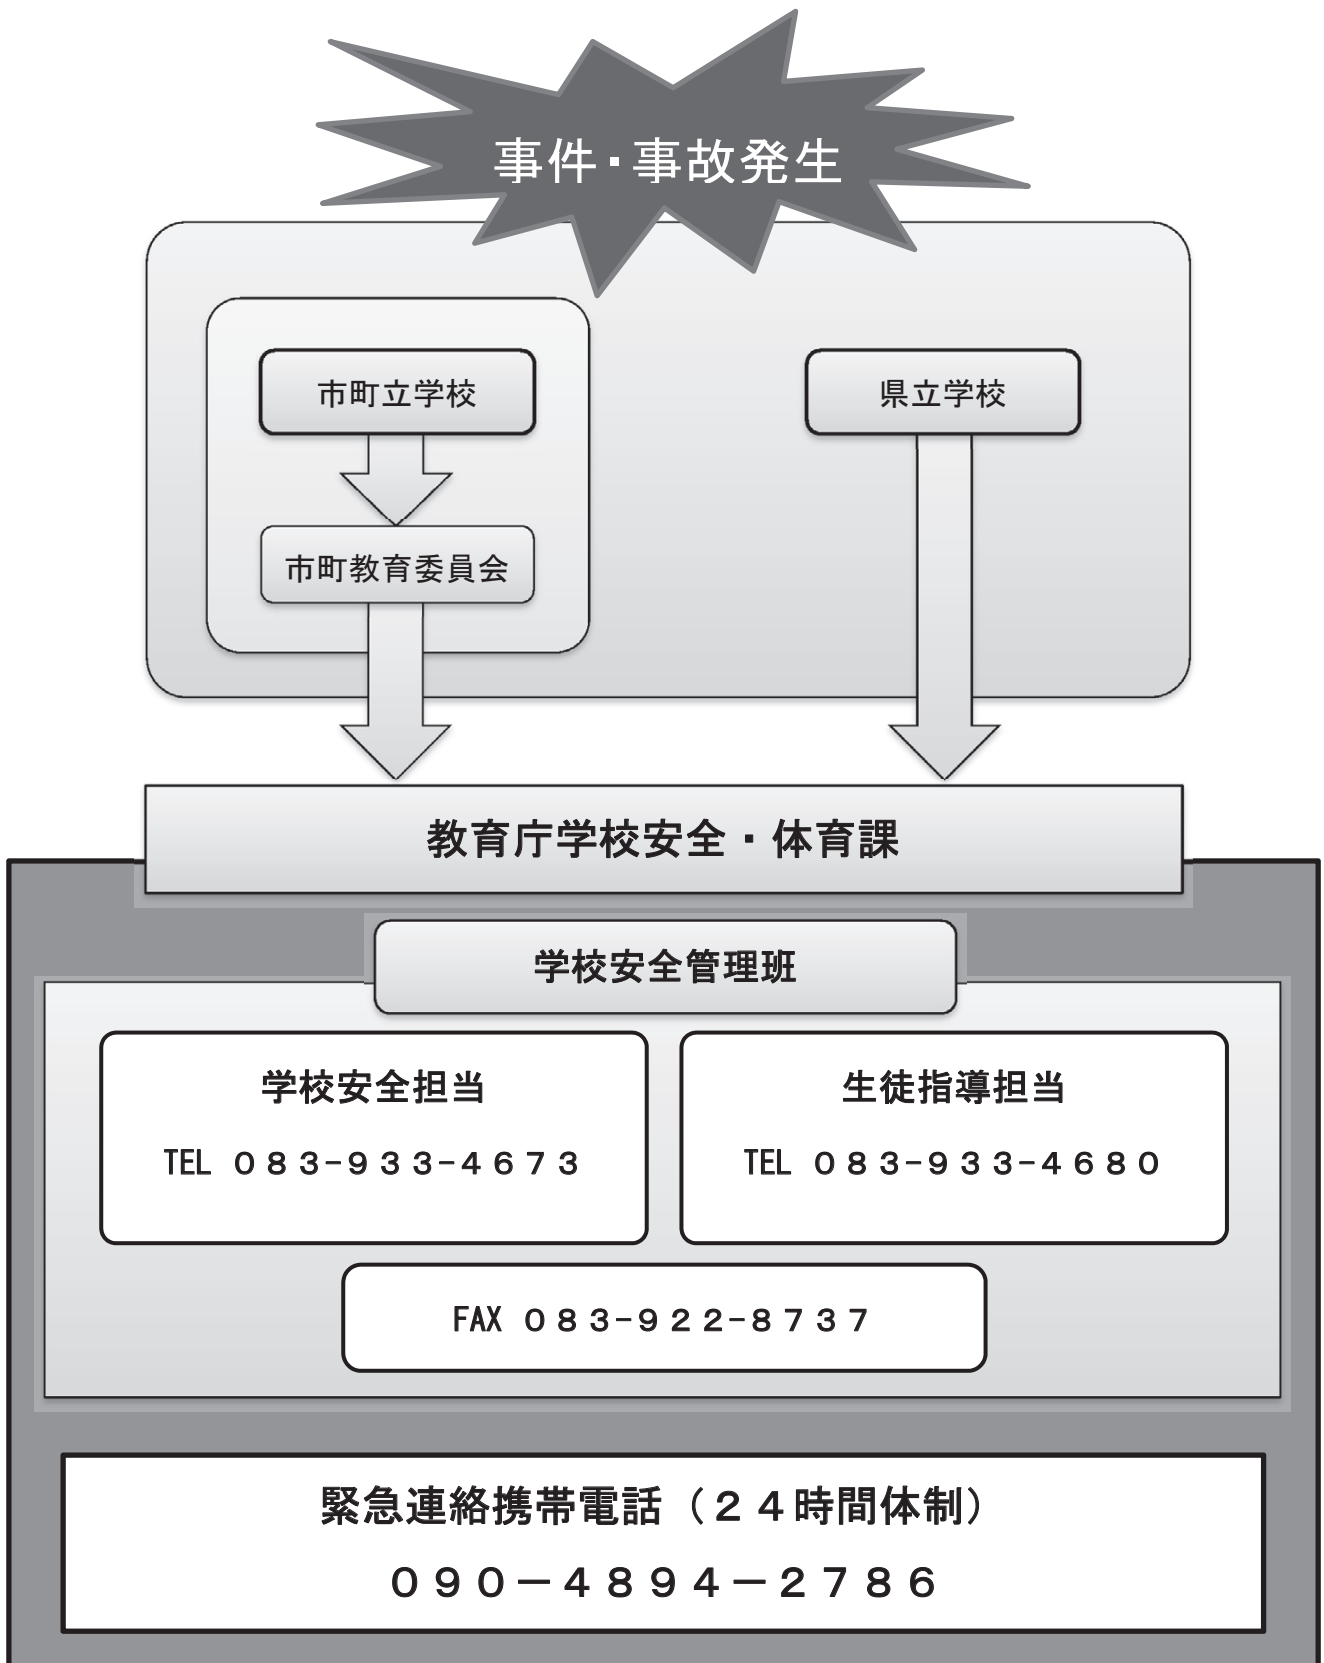 事件・事故発生
市町立学校
県立学校
市町教育委員会
教育庁学校安全・体育課
学校安全管理班
学校安全担当
TEL ０８３-９３３-４６７３
生徒指導担当
TEL ０８３-９３３-４６８０
FAX ０８３-９２２-８７３７
緊急連絡携帯電話（２４時間体制）
０９０－４８９４－２７８６